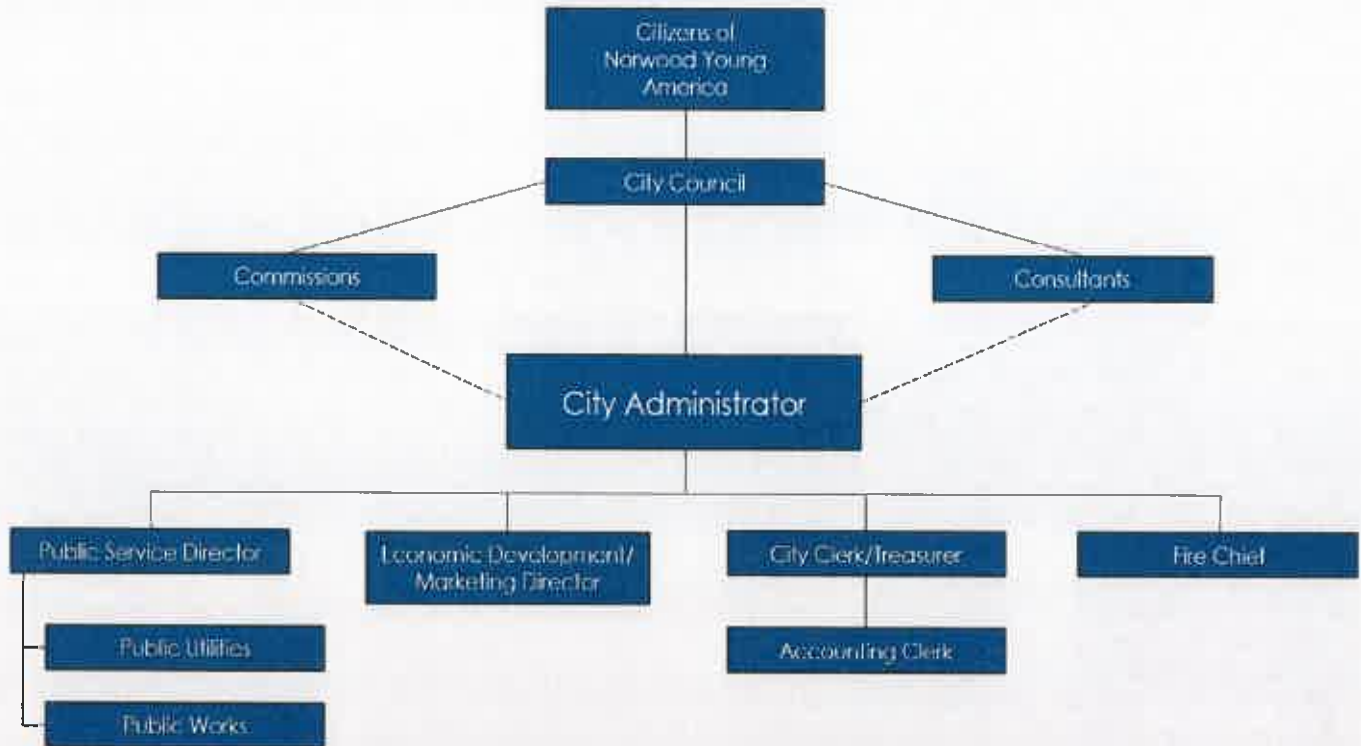 Citizens of
Norwood Young
America
City Council
Commissions
Consultants
City Administrator
Public Service Director
Economic Development/
Marketing Director
City Clerk/Treasurer
Fire Chief
Public Utilities
Accounting Clerk
Public Works